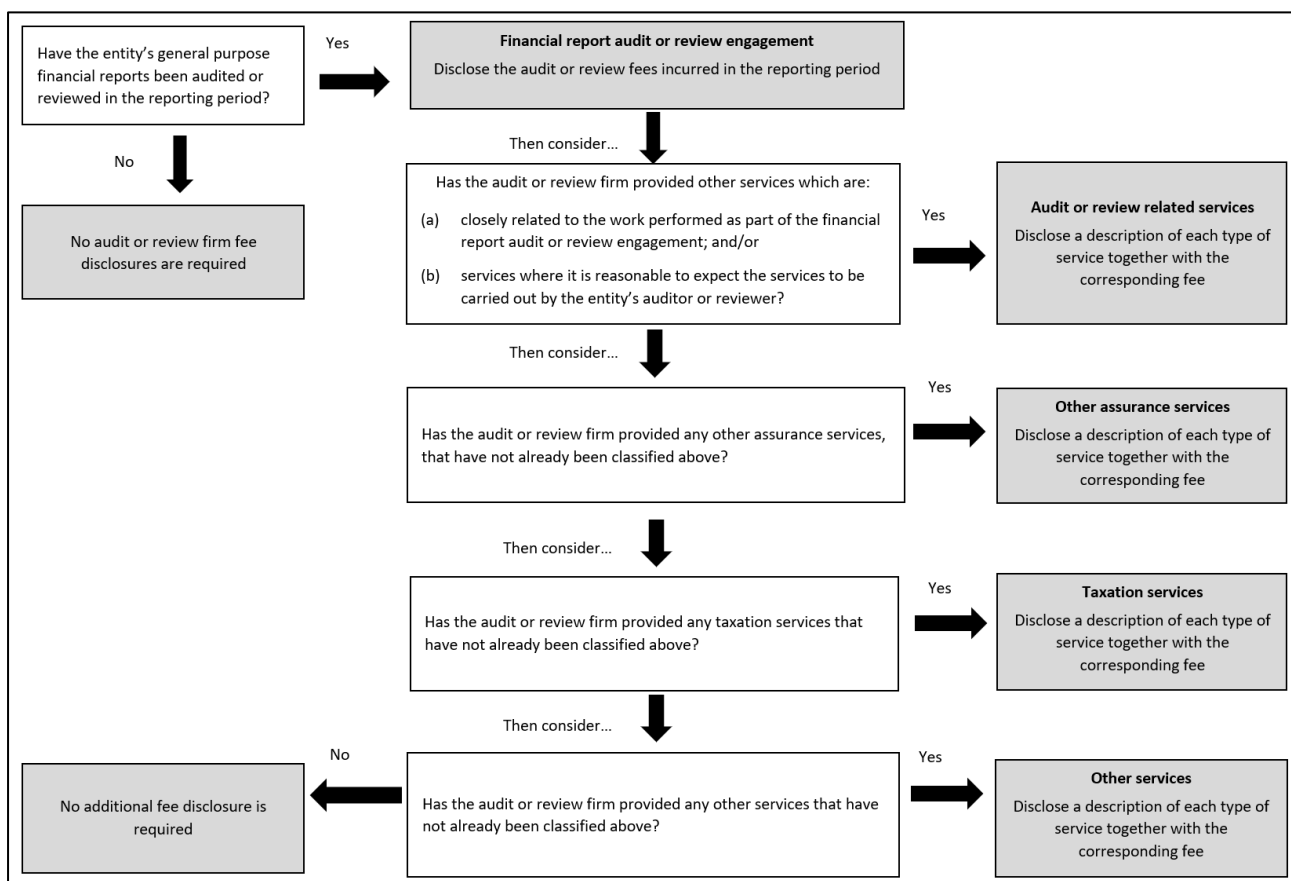 Have the entity's general purpose
financial reports been audited or
reviewed in the reporting period?
Yes
Financial report audit or review engagement
Disclose the audit or review fees incurred in the reporting period
No
Then consider...
No audit or review firm fee
disclosures are required
Has the audit or review firm provided other services which are:
(a) closely related to the work performed as part of the financial
report audit or review engagement; and/or
(b) services where it is reasonable to expect the services to be
carried out by the entity's auditor or reviewer?
Yes
Audit or review related services
Disclose a description of each type of
service together with the
corresponding fee
Then consider...
Has the audit or review firm provided any other assurance services,
that have not already been classified above?
Yes
Other assurance services
Disclose a description of each type of
service together with the
corresponding fee
Then consider...
Has the audit or review firm provided any taxation services that
have not already been classified above?
Yes
Taxation services
Disclose a description of each type of
service together with the
corresponding fee
Then consider...
Has the audit or review firm provided any other services that have
not already been classified above?
No
No additional fee disclosure is
required
Yes
Other services
Disclose a description of each type of
service together with the
corresponding fee